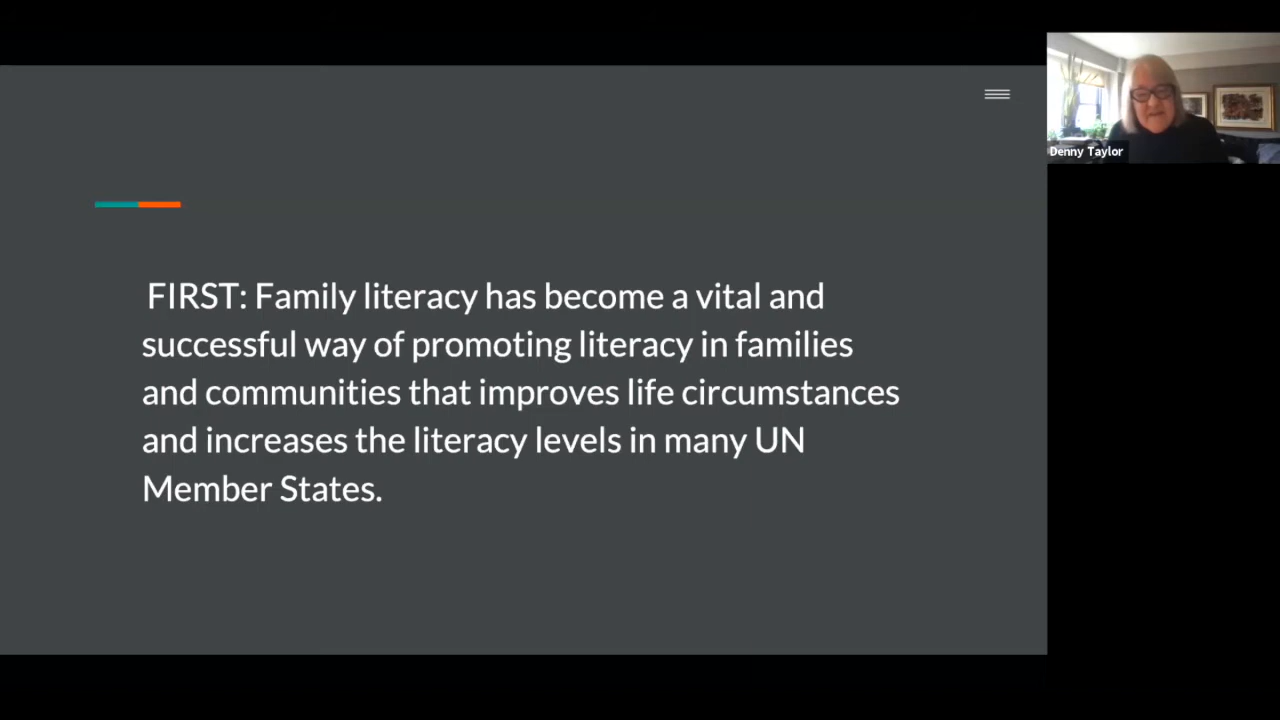 FIRST: Family literacy has become a vital and
successful way of promoting literacy in families
and communities that improves life circumstances
and increases the literacy levels in many UN
Member States.
Denny Taylor